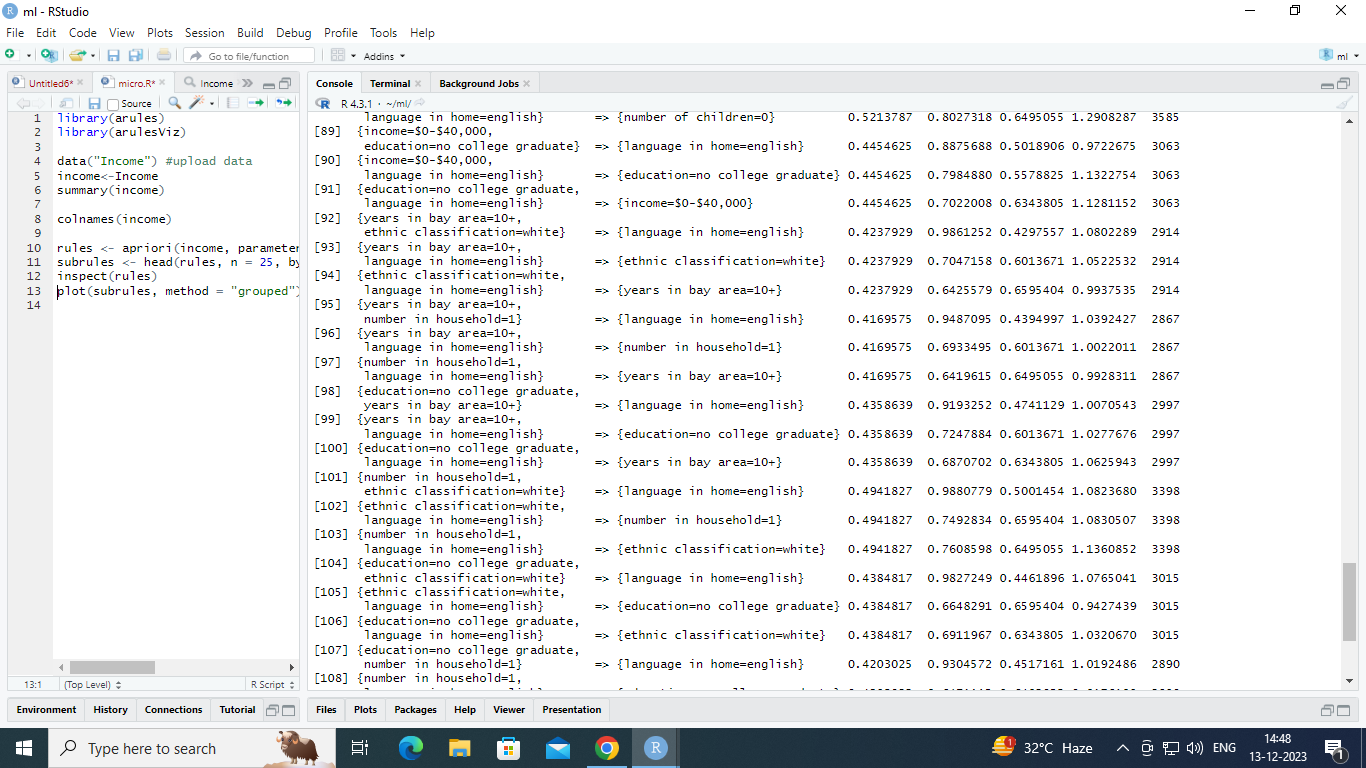 ml - RStudio
File Edit Code View Plots Session Build Debug Profile Tools Help
Go to file/function Addins ml
Untitled6* micro.R* Income
Source
1 library(arules)
2 library(arulesViz)
3
4 data("Income") #upload data
5 income<-Income
6 summary(income)
7
8 colnames(income)
9
10 rules <- apriori(income, parameter
11 subrules <- head(rules, n = 25, by
12 inspect(rules)
13 plot(subrules, method = "grouped")
14
13:1 (Top Level) R Script
Environment History Connections Tutorial
Console Terminal Background Jobs
R 4.3.1 · ~/ml/
language in home=english} => {number of children=0} 0.5213787 0.8027318 0.6495055 1.2908287 3585
[89] {income=$0-$40,000,
education=no college graduate} => {language in home=english} 0.4454625 0.8875688 0.5018906 0.9722675 3063
[90] {income=$0-$40,000,
language in home=english} => {education=no college graduate} 0.4454625 0.7984880 0.5578825 1.1322754 3063
[91] {education=no college graduate,
language in home=english} => {income=$0-$40,000} 0.4454625 0.7022008 0.6343805 1.1281152 3063
[92] {years in bay area=10+,
ethnic classification=white} => {language in home=english} 0.4237929 0.9861252 0.4297557 1.0802289 2914
[93] {years in bay area=10+,
language in home=english} => {ethnic classification=white} 0.4237929 0.7047158 0.6013671 1.0522532 2914
[94] {ethnic classification=white,
language in home=english} => {years in bay area=10+} 0.4237929 0.6425579 0.6595404 0.9937535 2914
[95] {years in bay area=10+,
number in household=1} => {language in home=english} 0.4169575 0.9487095 0.4394997 1.0392427 2867
[96] {years in bay area=10+,
language in home=english} => {number in household=1} 0.4169575 0.6933495 0.6013671 1.0022011 2867
[97] {number in household=1,
language in home=english} => {years in bay area=10+} 0.4169575 0.6419615 0.6495055 0.9928311 2867
[98] {education=no college graduate,
years in bay area=10+} => {language in home=english} 0.4358639 0.9193252 0.4741129 1.0070543 2997
[99] {years in bay area=10+,
language in home=english} => {education=no college graduate} 0.4358639 0.7247884 0.6013671 1.0277676 2997
[100] {education=no college graduate,
language in home=english} => {years in bay area=10+} 0.4358639 0.6870702 0.6343805 1.0625943 2997
[101] {number in household=1,
ethnic classification=white} => {language in home=english} 0.4941827 0.9880779 0.5001454 1.0823680 3398
[102] {ethnic classification=white,
language in home=english} => {number in household=1} 0.4941827 0.7492834 0.6595404 1.0830507 3398
[103] {number in household=1,
language in home=english} => {ethnic classification=white} 0.4941827 0.7608598 0.6495055 1.1360852 3398
[104] {education=no college graduate,
ethnic classification=white} => {language in home=english} 0.4384817 0.9827249 0.4461896 1.0765041 3015
[105] {ethnic classification=white,
language in home=english} => {education=no college graduate} 0.4384817 0.6648291 0.6595404 0.9427439 3015
[106] {education=no college graduate,
language in home=english} => {ethnic classification=white} 0.4384817 0.6911967 0.6343805 1.0320670 3015
[107] {education=no college graduate,
number in household=1} => {language in home=english} 0.4203025 0.9304572 0.4517161 1.0192486 2890
[108] {number in household=1,
Files Plots Packages Help Viewer Presentation
Type here to search
32°C Haze ENG
14:48
13-12-2023
1